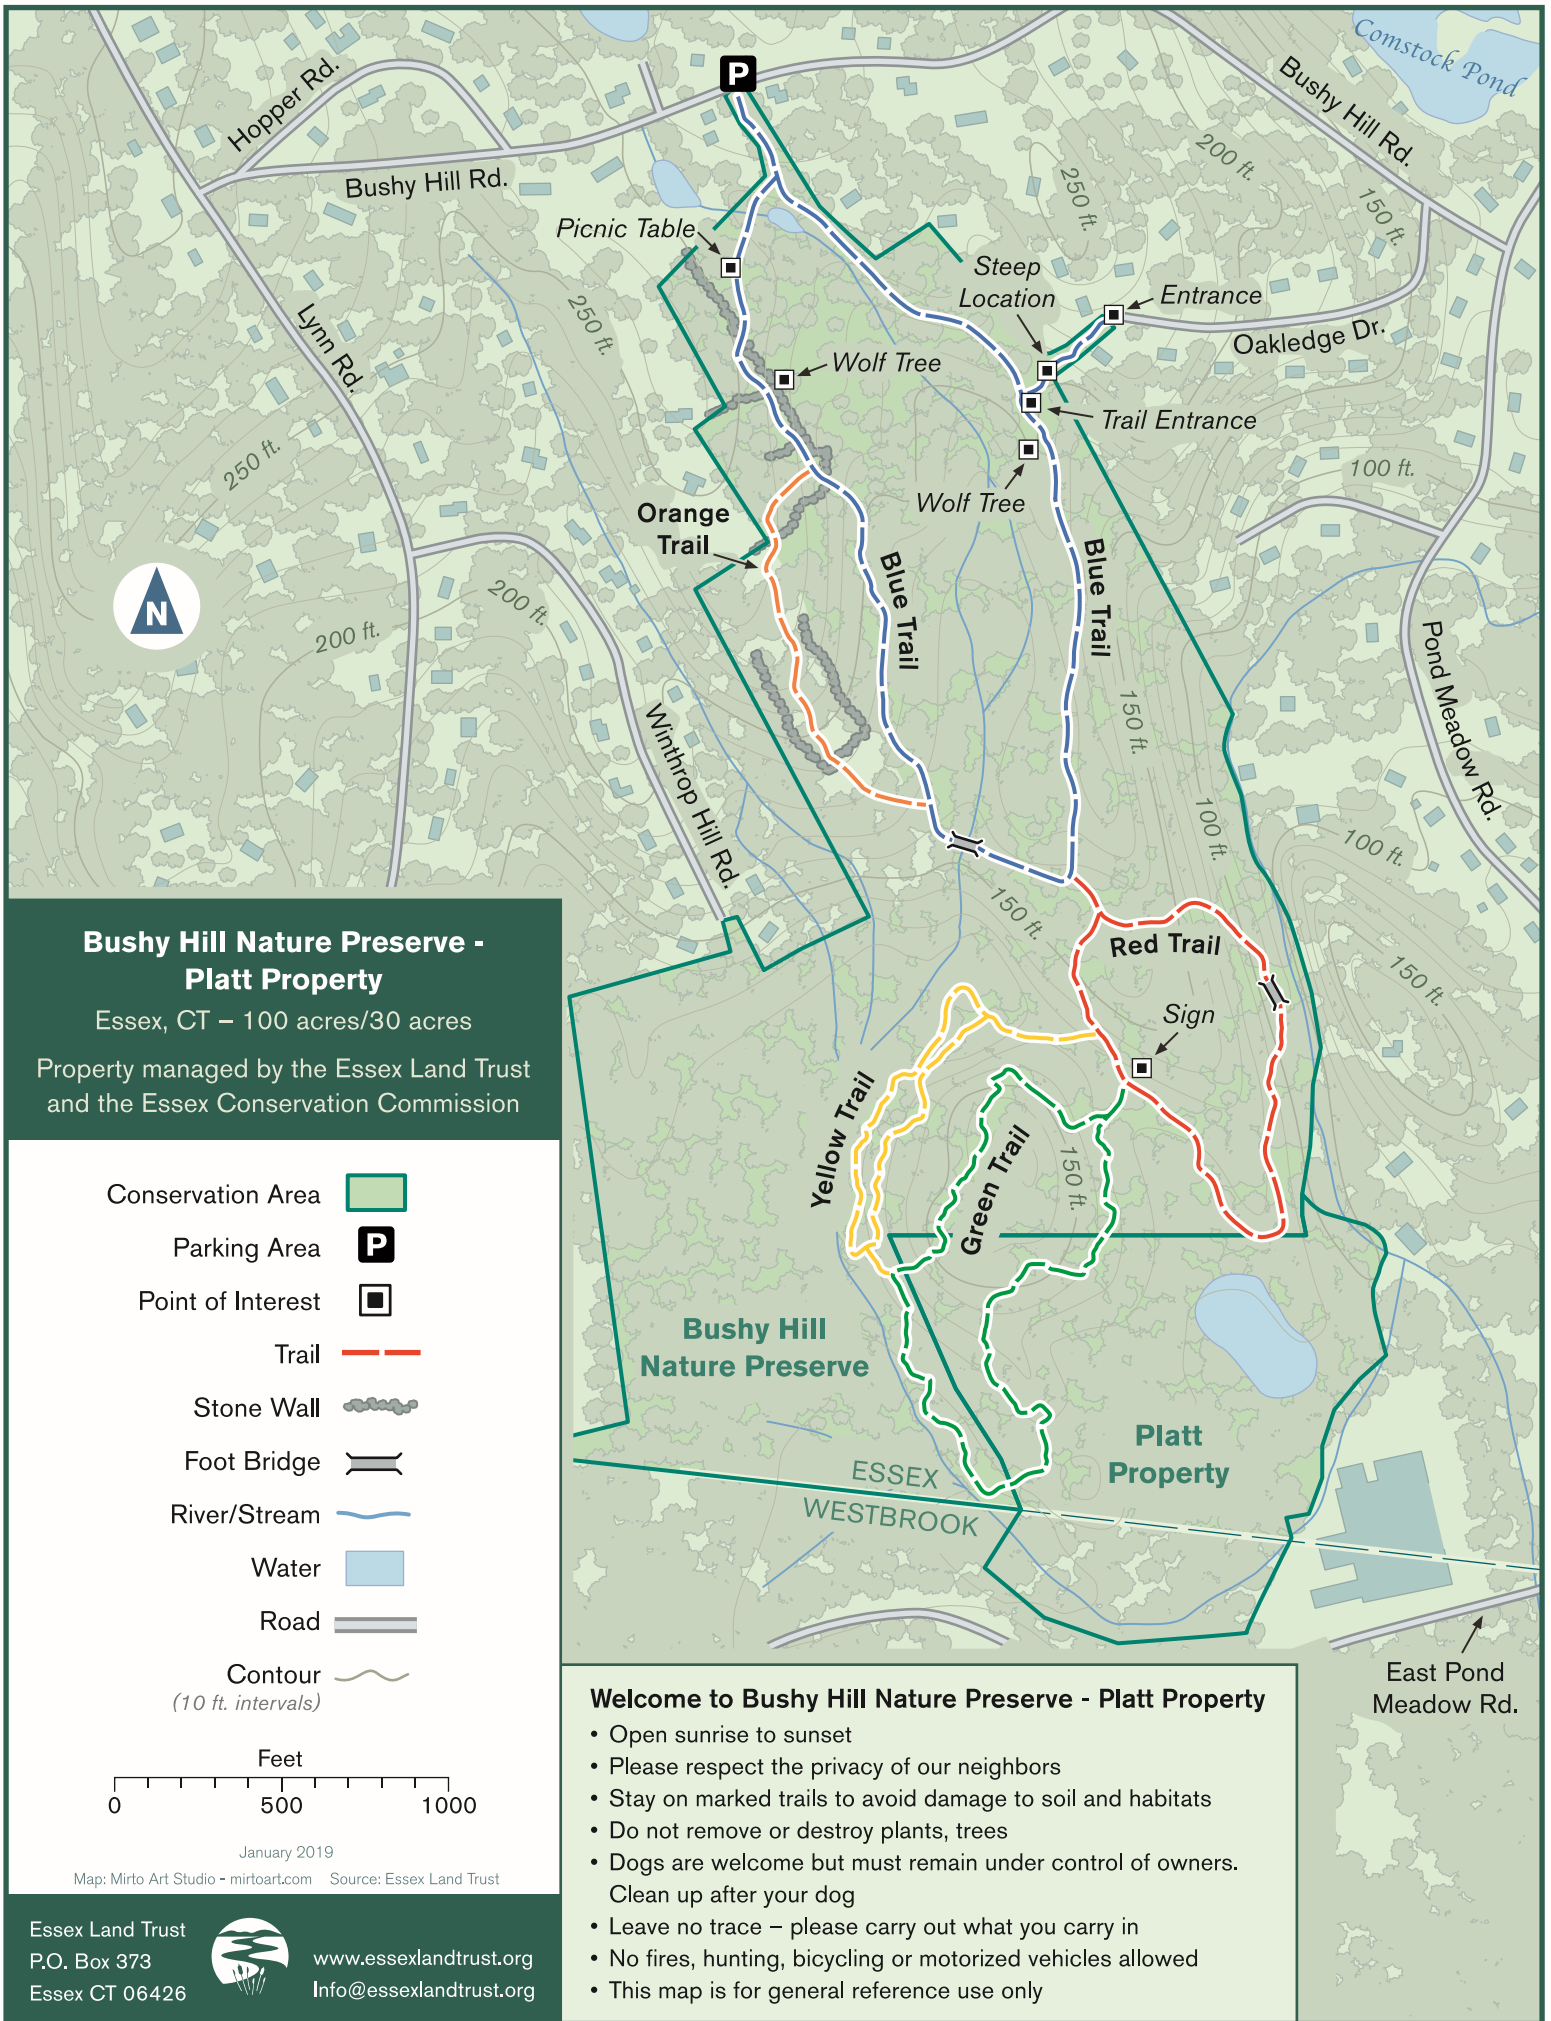 Comstock Pond
P
Hopper Rd.
Bushy Hill Rd.
Bushy Hill Rd.
200 ft.
250 ft.
150 ft.
Picnic Table
Steep
Location
Entrance
Oakledge Dr.
250 ft.
Lynn Rd.
Wolf Tree
Trail Entrance
250 ft.
100 ft.
Wolf Tree
Orange
Trail
Blue Trail
Blue Trail
N
200 ft.
200 ft.
Pond Meadow Rd.
150 ft.
Winthrop Hill Rd.
100 ft.
100 ft.
150 ft.
Red Trail
150 ft.
Sign
Yellow Trail
Green Trail
150 ft.
Bushy Hill
Nature Preserve
Platt
Property
ESSEX
WESTBROOK
East Pond
Meadow Rd.
Bushy Hill Nature Preserve -
Platt Property
Essex, CT – 100 acres/30 acres
Property managed by the Essex Land Trust
and the Essex Conservation Commission
Conservation Area
Parking Area P
Point of Interest
Trail
Stone Wall
Foot Bridge
River/Stream
Water
Road
Contour
(10 ft. intervals)
Feet
0 500 1000
January 2019
Map: Mirto Art Studio - mirtoart.com Source: Essex Land Trust
Essex Land Trust
P.O. Box 373
Essex CT 06426
www.essexlandtrust.org
Info@essexlandtrust.org
Welcome to Bushy Hill Nature Preserve - Platt Property
• Open sunrise to sunset
• Please respect the privacy of our neighbors
• Stay on marked trails to avoid damage to soil and habitats
• Do not remove or destroy plants, trees
• Dogs are welcome but must remain under control of owners.
Clean up after your dog
• Leave no trace – please carry out what you carry in
• No fires, hunting, bicycling or motorized vehicles allowed
• This map is for general reference use only